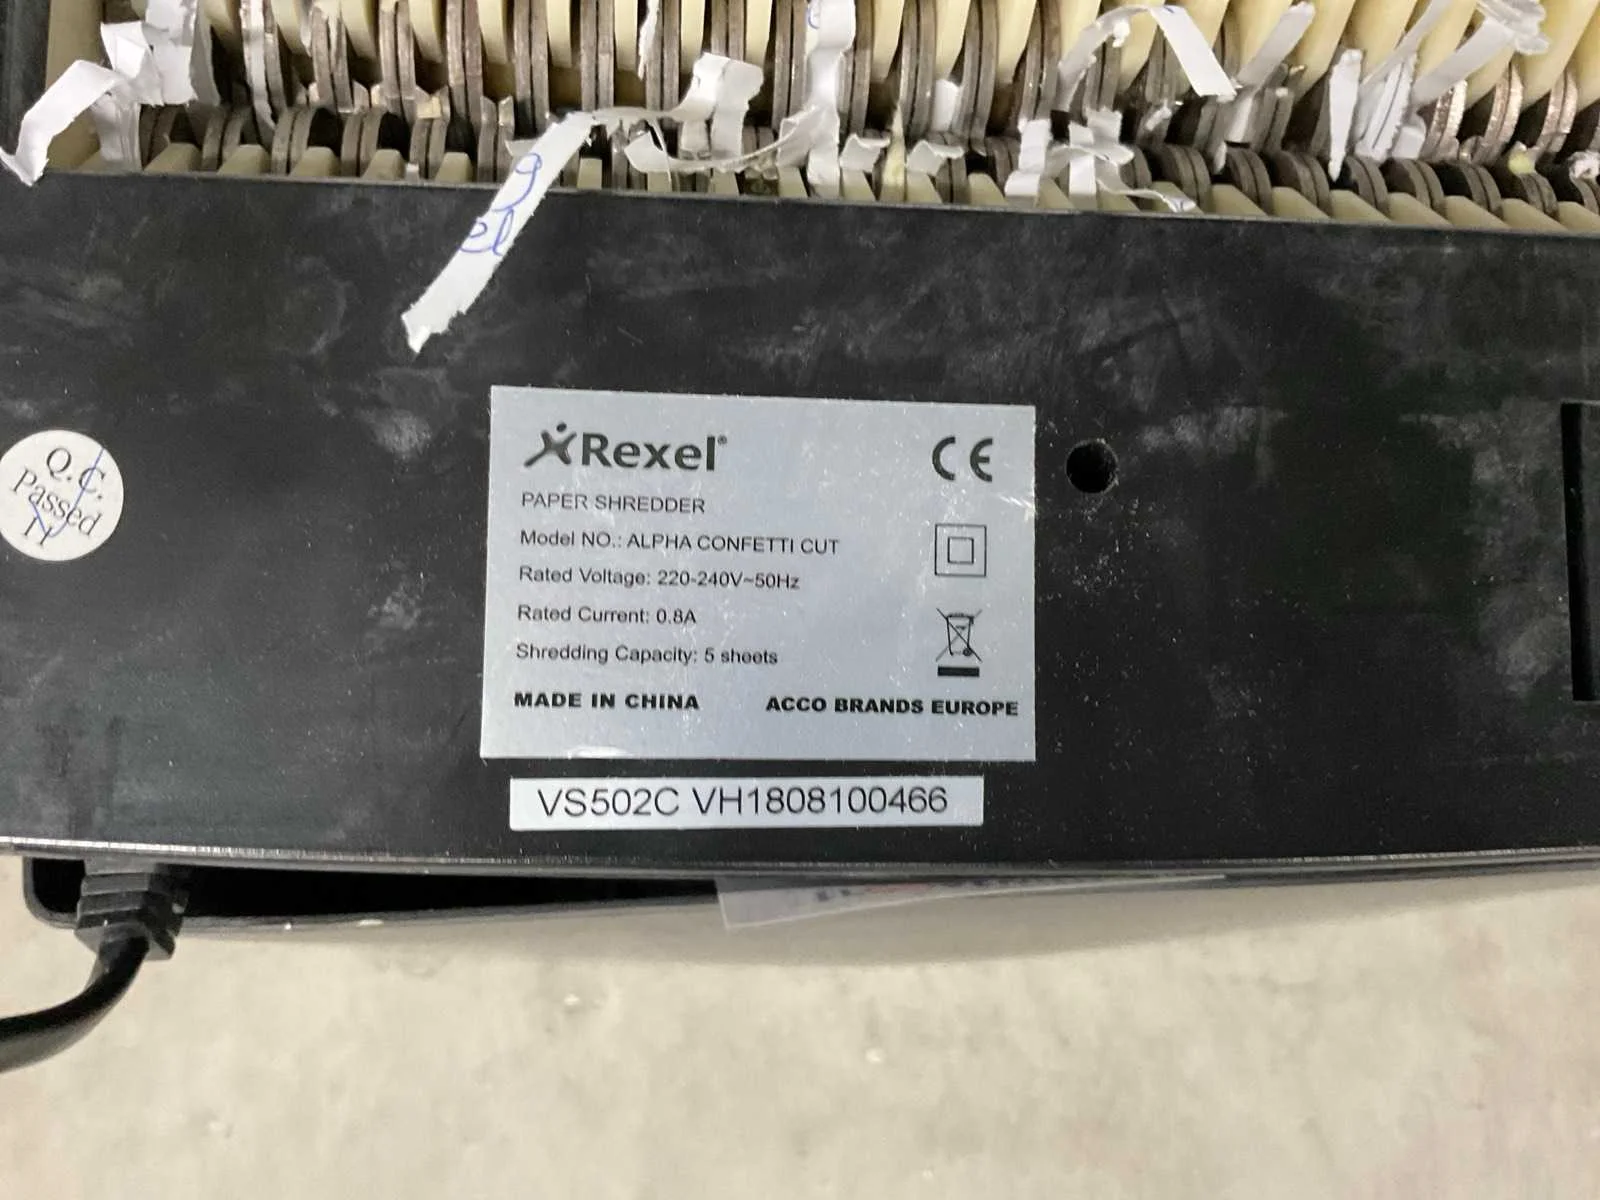 g
el
Q.C.
Passed
11
Rexel®
CE
PAPER SHREDDER
Model NO.: ALPHA CONFETTI CUT
Rated Voltage: 220-240V~50Hz
Rated Current: 0.8A
Shredding Capacity: 5 sheets
MADE IN CHINA ACCO BRANDS EUROPE
VS502C VH1808100466